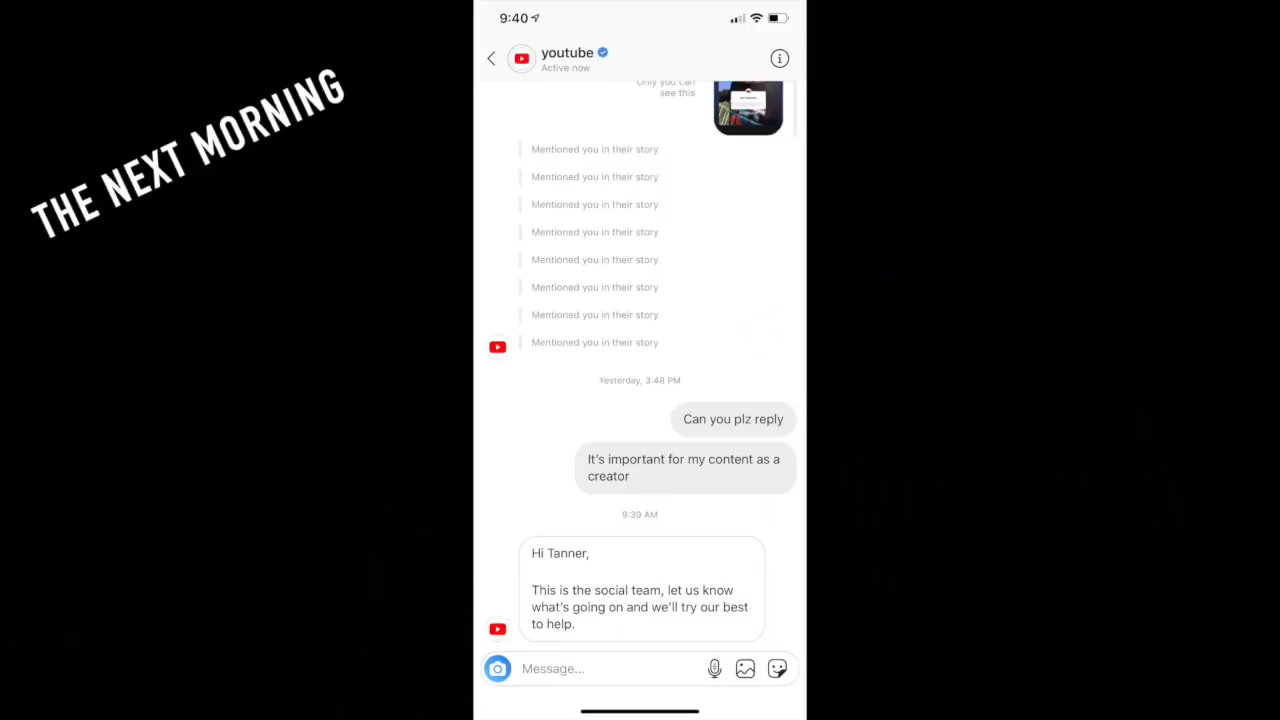 THE NEXT MORNING
9:40
youtube
Active now
Only you can
see this
Mentioned you in their story
Mentioned you in their story
Mentioned you in their story
Mentioned you in their story
Mentioned you in their story
Mentioned you in their story
Mentioned you in their story
Mentioned you in their story
Yesterday, 3:48 PM
Can you plz reply
It's important for my content as a
creator
9:39 AM
Hi Tanner,
This is the social team, let us know
what's going on and we'll try our best
to help.
Message...